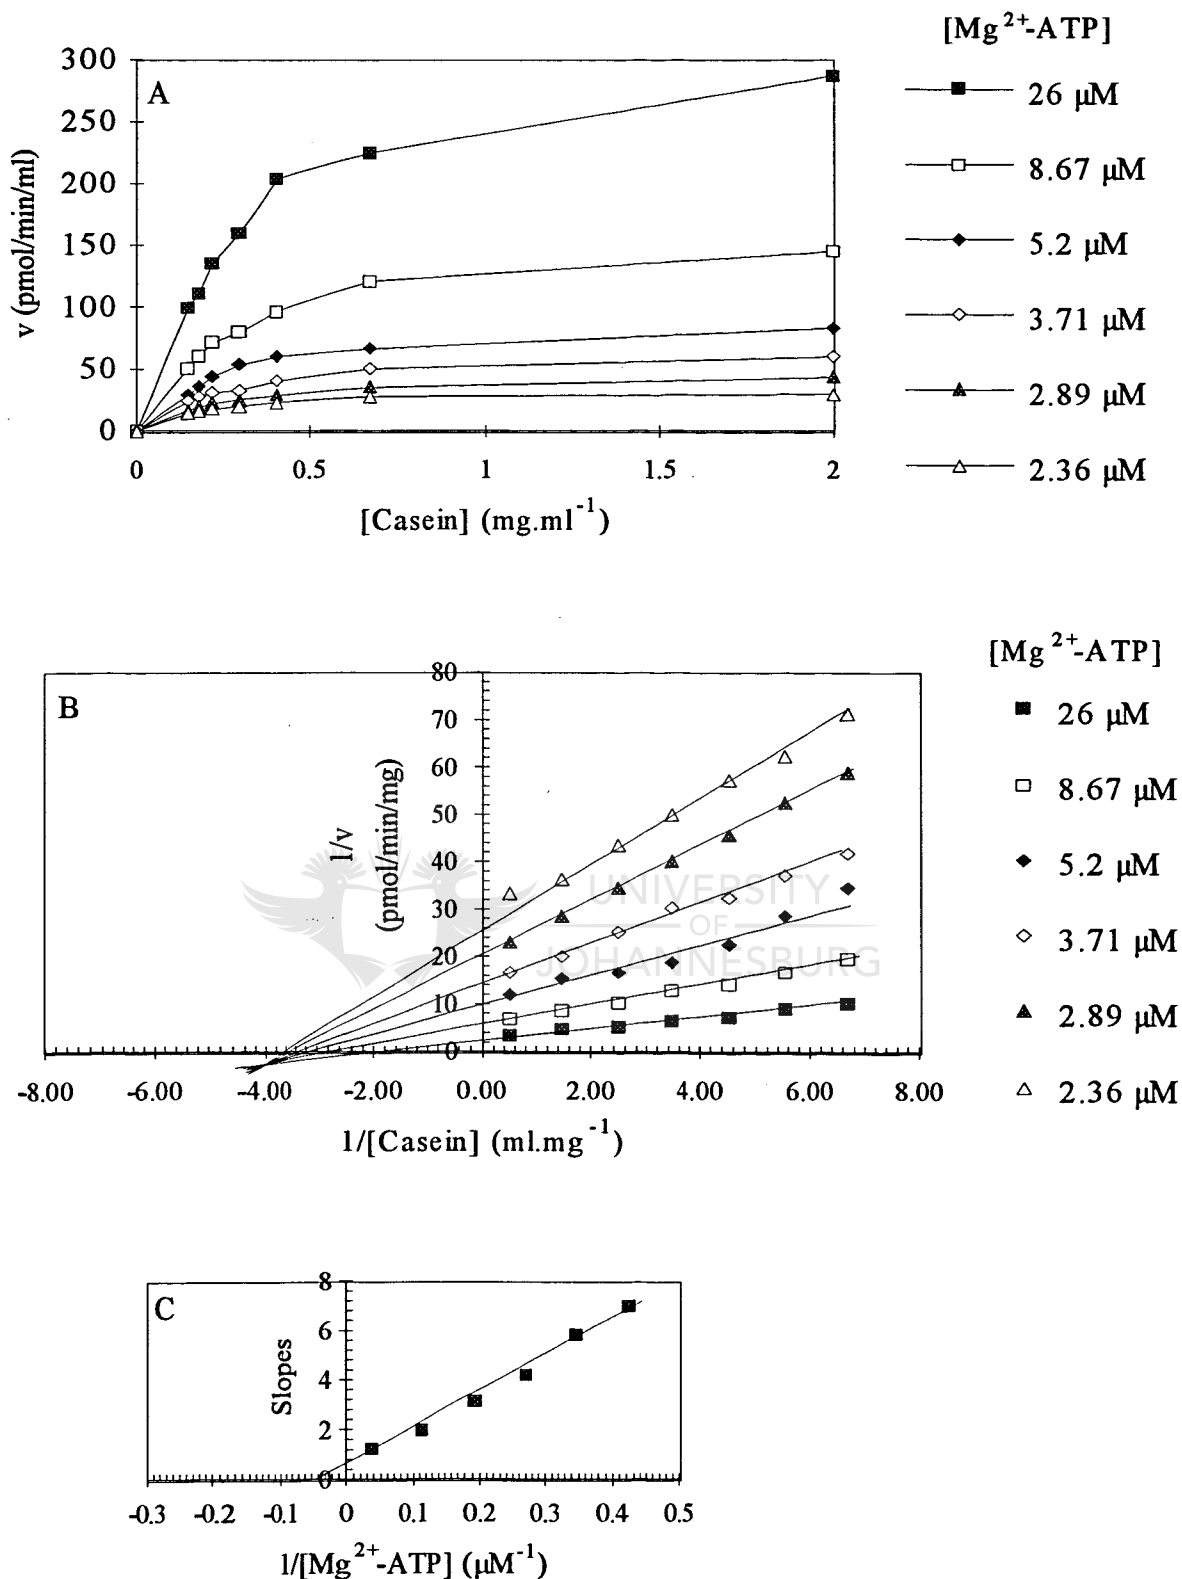 [Mg2+-ATP]
A
300
250
200
150
100
50
0
v (pmol/min/ml)
0 0.5 1 1.5 2
[Casein] (mg.ml-1)
26 µM
8.67 µM
5.2 µM
3.71 µM
2.89 µM
2.36 µM
[Mg2+-ATP]
B
80
70
60
50
40
30
20
10
0
1/v
(pmol/min/mg)
UNIVERSITY
OF
JOHANNESBURG
-8.00 -6.00 -4.00 -2.00 0.00 2.00 4.00 6.00 8.00
1/[Casein] (ml.mg-1)
26 µM
8.67 µM
5.2 µM
3.71 µM
2.89 µM
2.36 µM
C
8
6
4
2
0
Slopes
-0.3 -0.2 -0.1 0 0.1 0.2 0.3 0.4 0.5
1/[Mg2+-ATP] (µM-1)